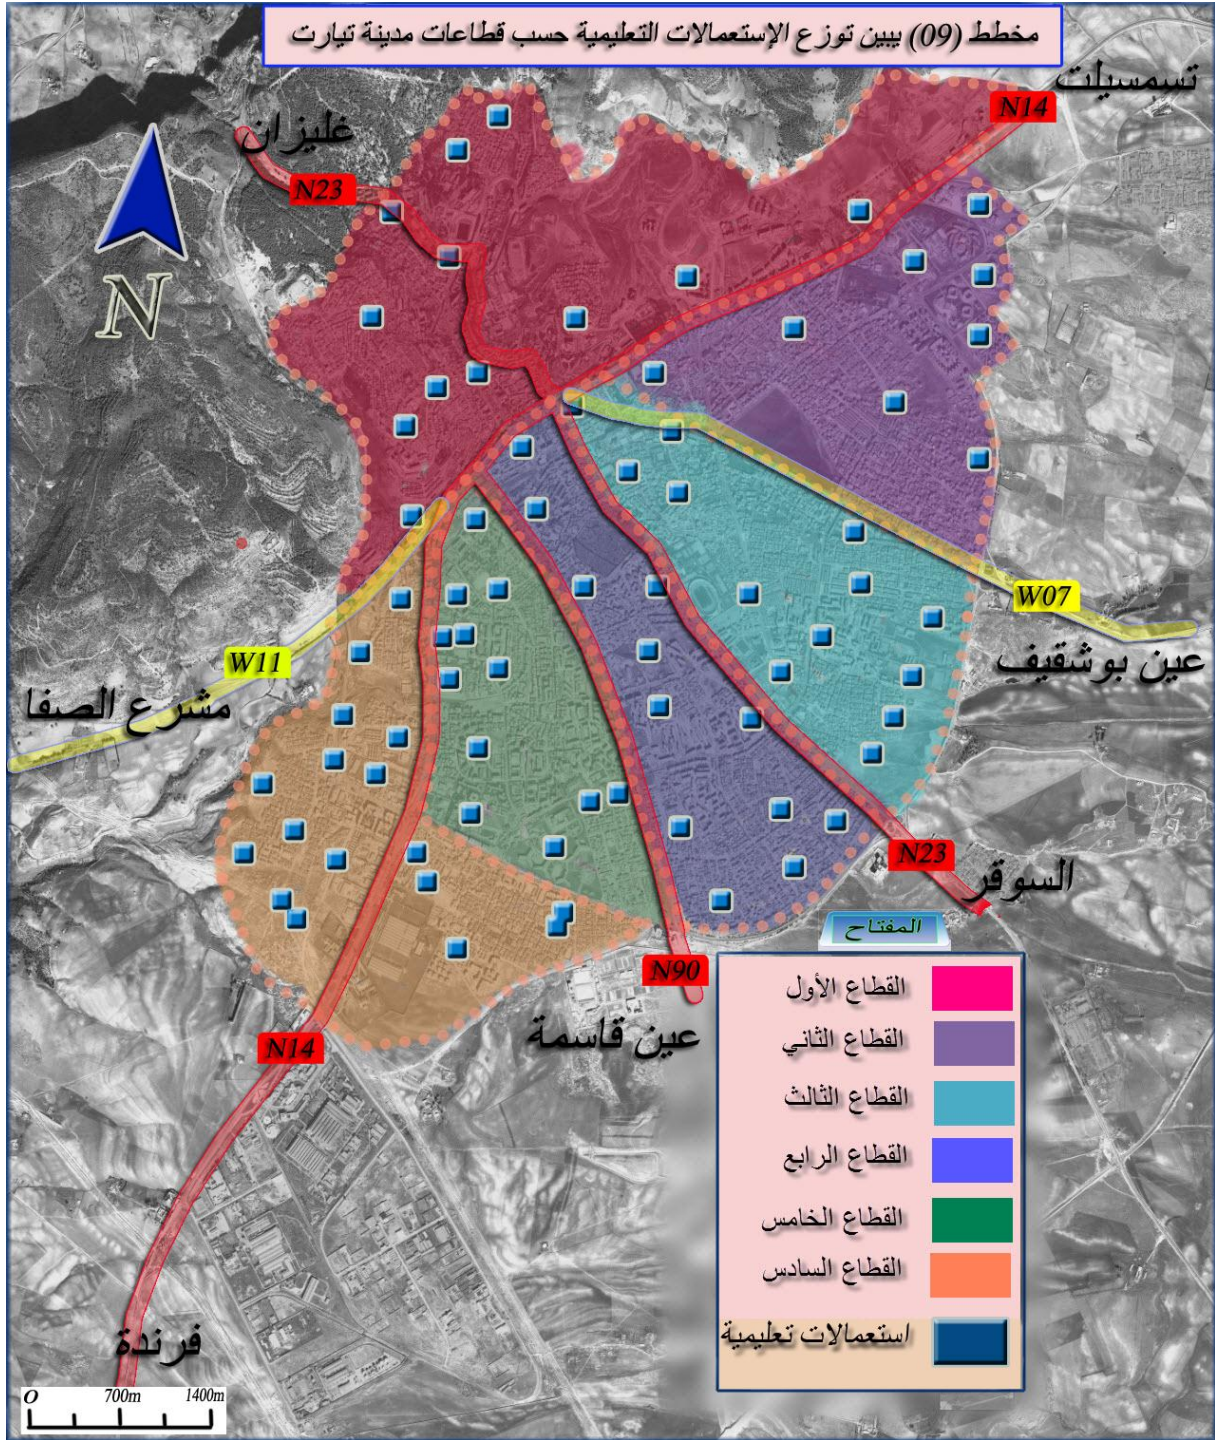 مخطط (09) يبين توزع الإستعمالات التعليمية حسب قطاعات مدينة تيارت
تسمسيلت
N14
غليزان
N23
N
W07
عين بوشقيف
W11
مشرع الصفا
N23
السوقر
N90
عين قاسمة
N14
فرندة
المفتاح
القطاع الأول
القطاع الثاني
القطاع الثالث
القطاع الرابع
القطاع الخامس
القطاع السادس
استعمالات تعليمية
O 700m 1400m